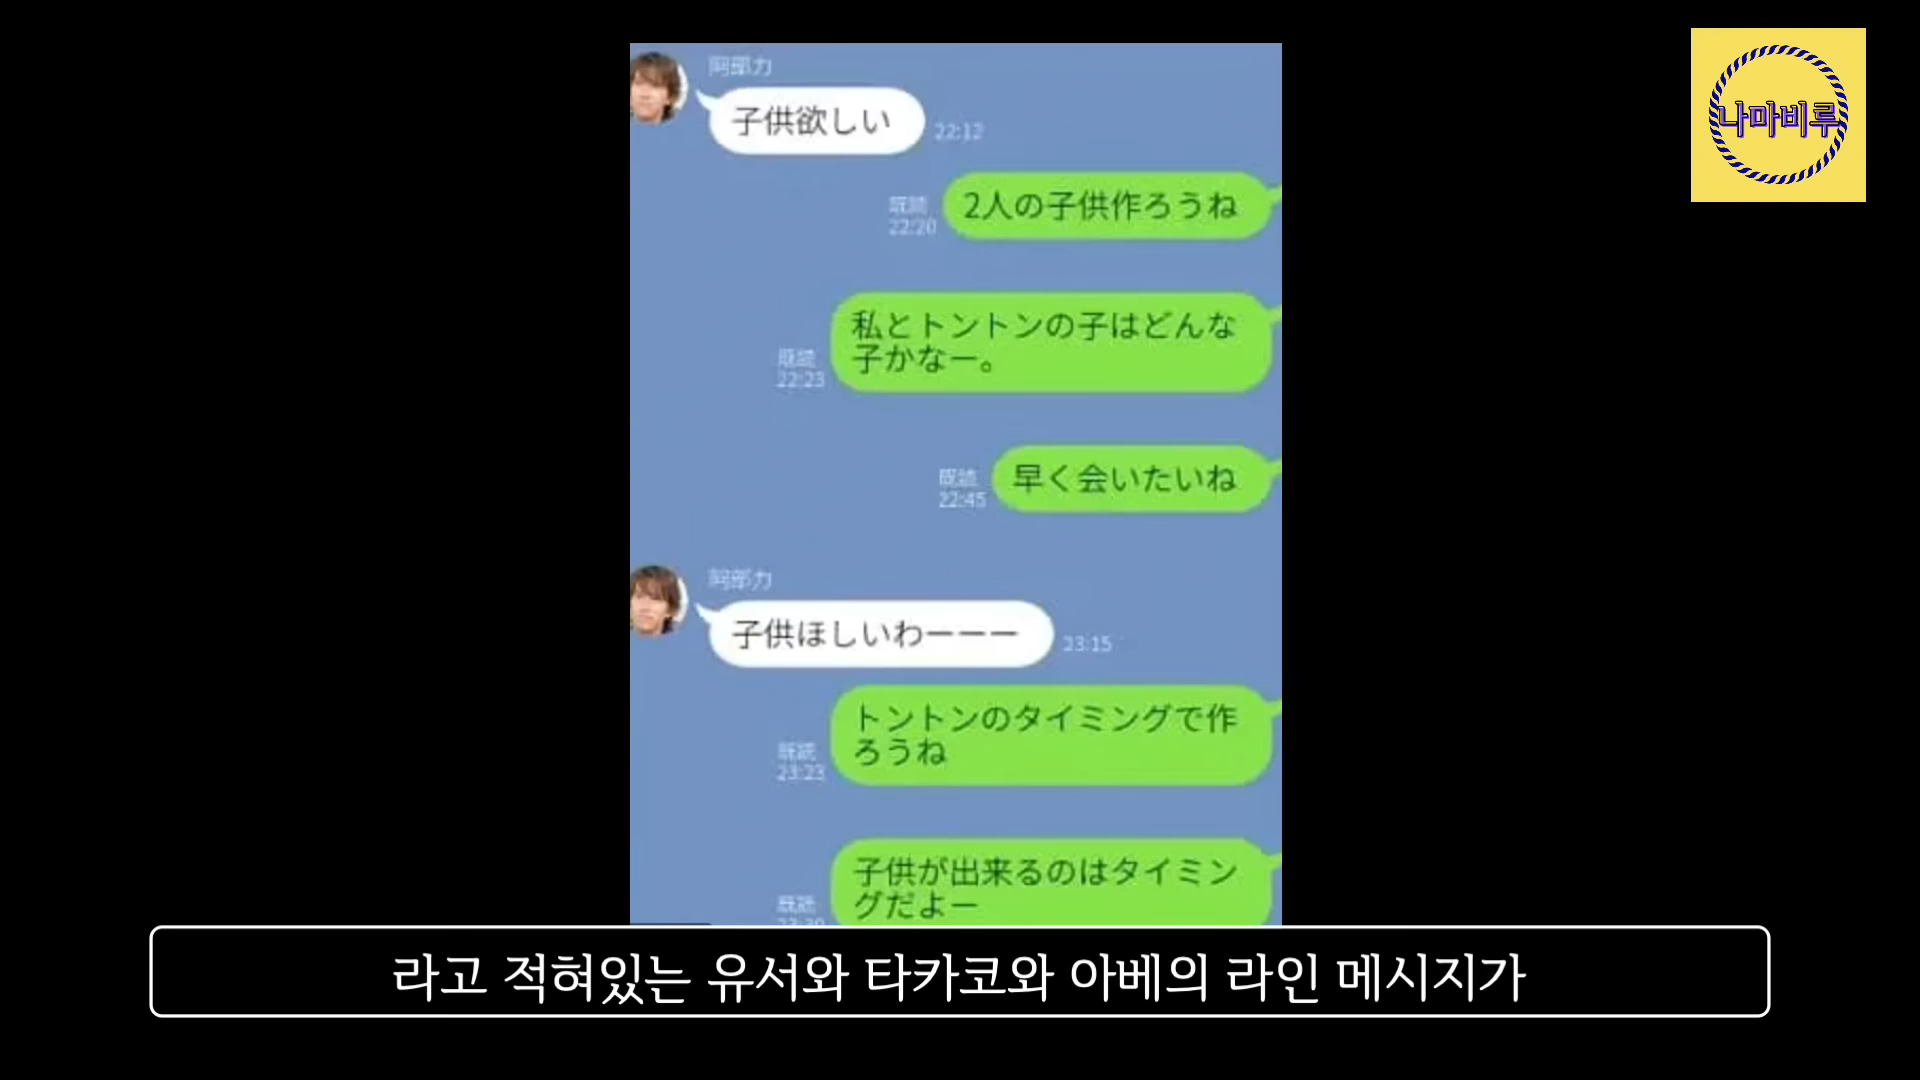 阿部力
子供欲しい
22:12
2人の子供作ろうね
既読
22:20
私とトントンの子はどんな
子かなー。
既読
22:23
早く会いたいね
既読
22:45
阿部力
子供ほしいわーーー
23:15
トントンのタイミングで作
ろうね
既読
23:23
子供が出来るのはタイミン
グだよー
既読
라고 적혀있는 유서와 타카코와 아베의 라인 메시지가
나마비루